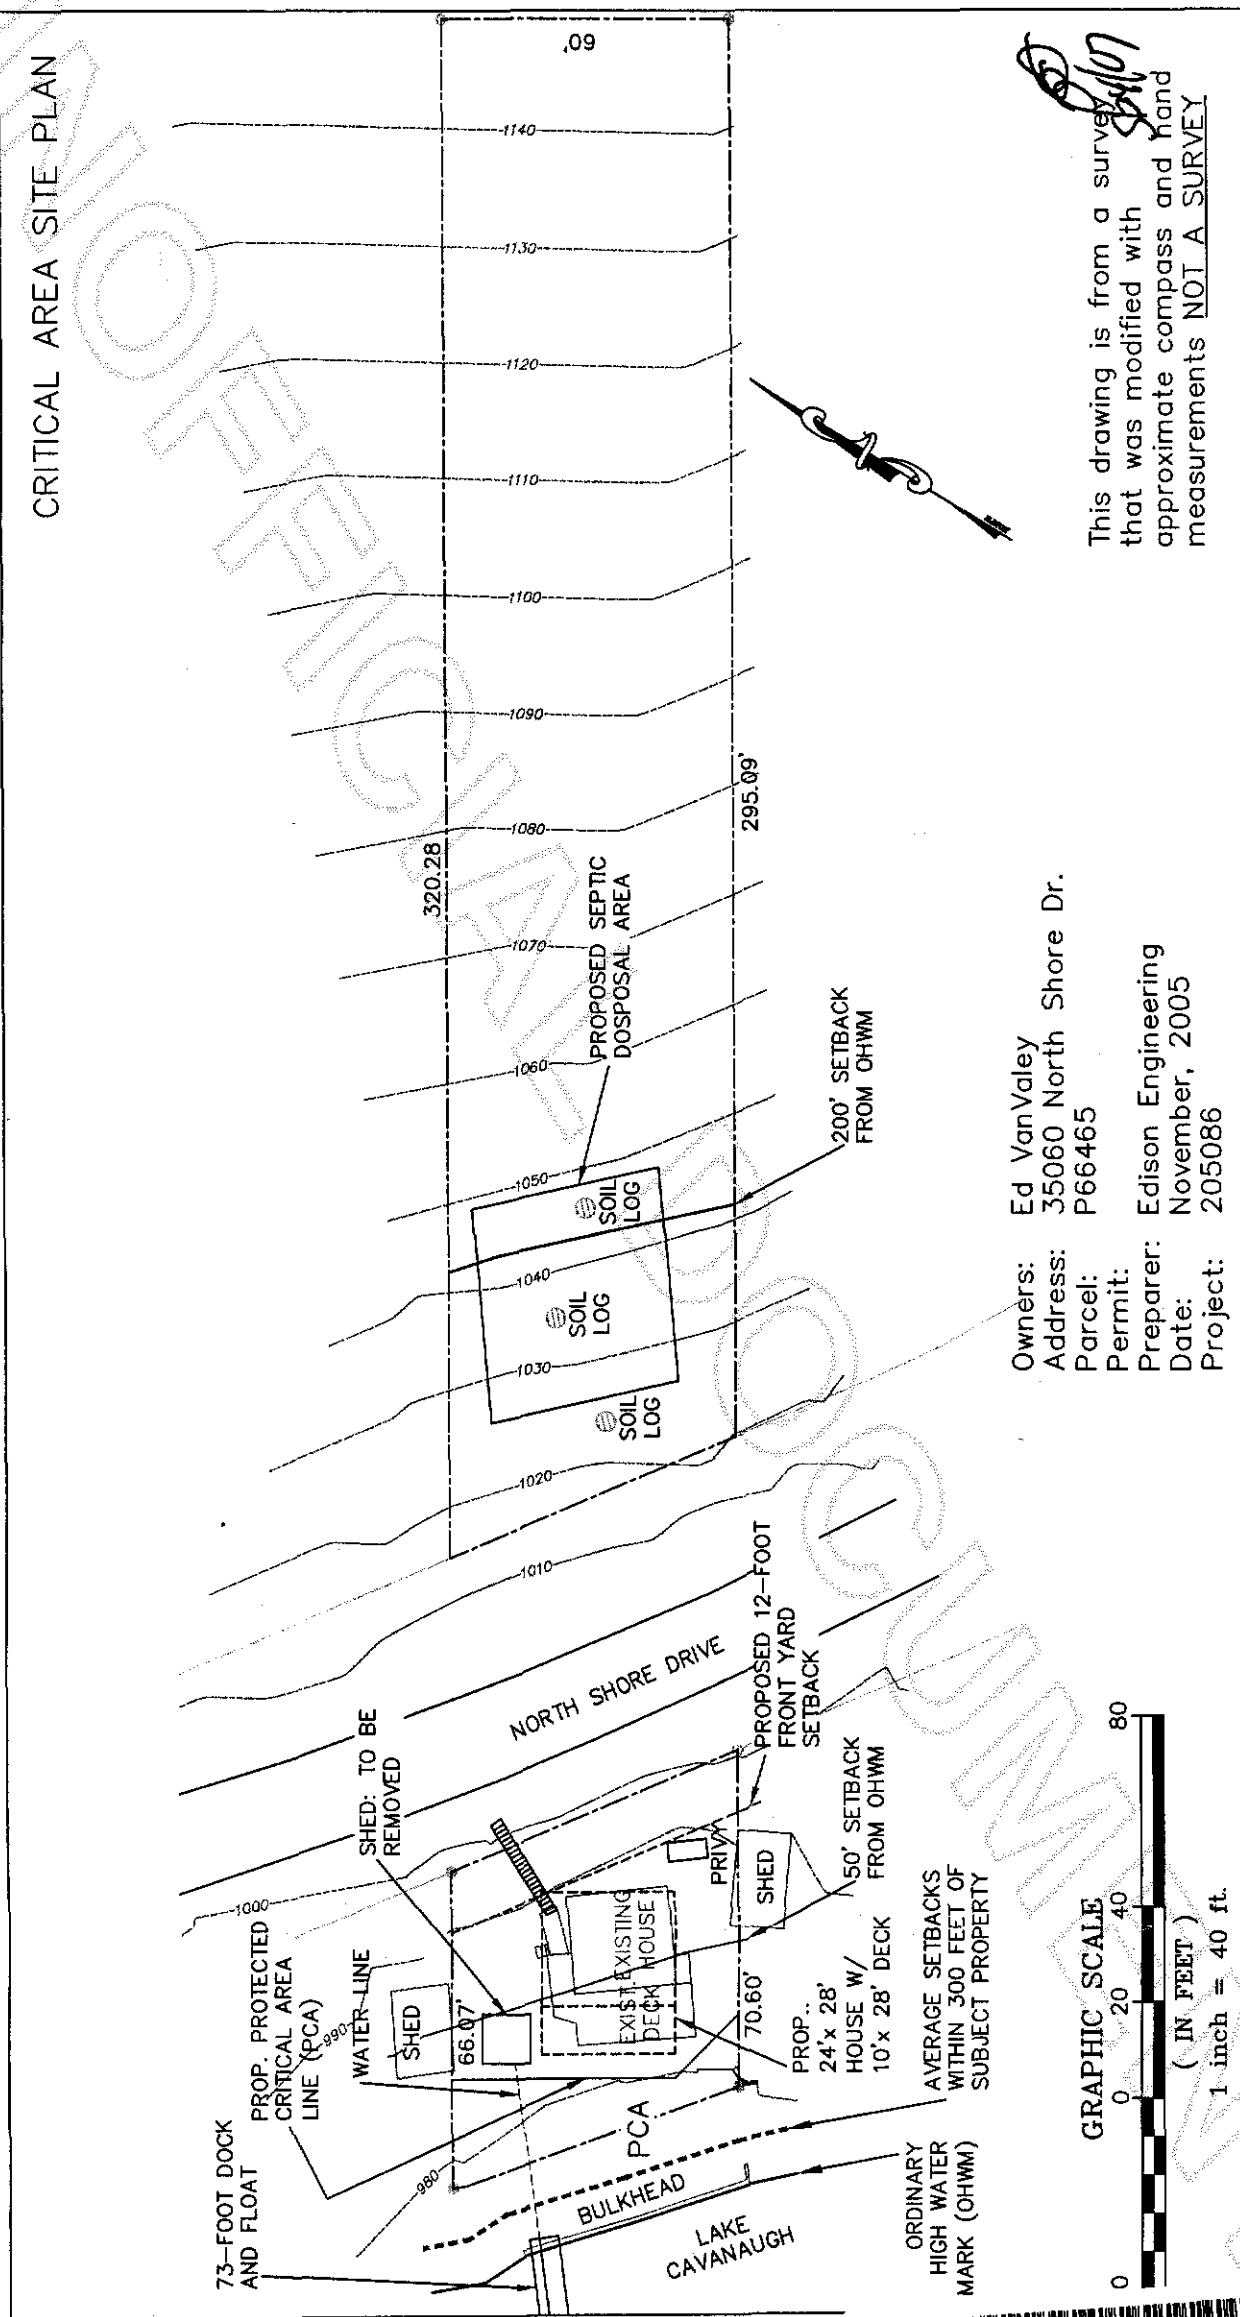 CRITICAL AREA SITE PLAN
60'
1140
1130
1120
1110
1100
1090
1080
1070
1060
1050
1040
1030
1020
1010
1000
990
980
320.28
295.09'
PROPOSED SEPTIC
DOSPOSAL AREA
200' SETBACK
FROM OHWM
SOIL
LOG
SOIL
LOG
SOIL
LOG
NORTH SHORE DRIVE
PROPOSED 12-FOOT
FRONT YARD
SETBACK
SHED: TO BE
REMOVED
50' SETBACK
FROM OHWM
PRIVY
SHED
EXISTING
HOUSE
EXIST.
DECK
PROP. PROTECTED
CRITICAL AREA
LINE (PCA)
WATER LINE
SHED
66.07'
70.60'
PROP..
24'x 28'
HOUSE W/
10'x 28' DECK
AVERAGE SETBACKS
WITHIN 300 FEET OF
SUBJECT PROPERTY
PCA
73-FOOT DOCK
AND FLOAT
BULKHEAD
LAKE
CAVANAUGH
ORDINARY
HIGH WATER
MARK (OHWM)
This drawing is from a survey
that was modified with
approximate compass and hand
measurements NOT A SURVEY
Owners: Ed VanValey
Address: 35060 North Shore Dr.
Parcel: P66465
Permit:
Preparer: Edison Engineering
Date: November, 2005
Project: 205086
GRAPHIC SCALE
0 0 20 40 80
( IN FEET )
1 inch = 40 ft.
UNOFFICIAL DOCUMENT